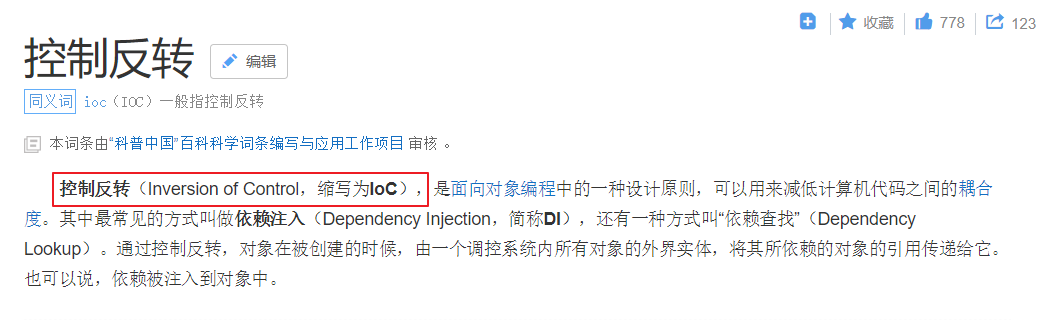 收藏 778 123
控制反转 编辑
同义词 ioc（IOC）一般指控制反转
本词条由“科普中国”百科科学词条编写与应用工作项目 审核 。
控制反转（Inversion of Control，缩写为IoC），是面向对象编程中的一种设计原则，可以用来减低计算机代码之间的耦合
度。其中最常见的方式叫做依赖注入（Dependency Injection，简称DI），还有一种方式叫“依赖查找”（Dependency
Lookup）。通过控制反转，对象在被创建的时候，由一个调控系统内所有对象的外界实体，将其所依赖的对象的引用传递给它。
也可以说，依赖被注入到对象中。